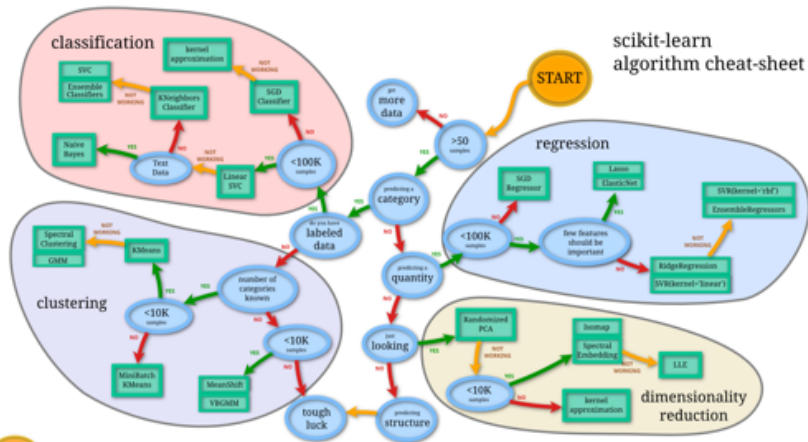 classification
scikit-learn
algorithm cheat-sheet
START
kernel
approximation
NOT
WORKING
SVC
Ensemble
Classifiers
NOT
WORKING
KNeighbors
Classifier
SGD
Classifier
NO
NO
Naive
Bayes
YES
Text
Data
NOT
WORKING
Linear
SVC
YES
<100K
samples
YES
get
more
data
NO
>50
samples
YES
predicting a
category
YES
NO
do you have
labeled
data
NO
predicting a
quantity
YES
NO
just
looking
YES
NO
predicting
structure
tough
luck
regression
SGD
Regressor
NO
<100K
samples
YES
few features
should be
important
YES
Lasso
ElasticNet
NO
RidgeRegression
SVR(kernel='linear')
NOT
WORKING
SVR(kernel='rbf')
EnsembleRegressors
clustering
Spectral
Clustering
GMM
NOT
WORKING
KMeans
YES
<10K
samples
YES
NO
MiniBatch
KMeans
number of
categories
known
NO
<10K
samples
YES
NO
MeanShift
VBGMM
dimensionality
reduction
Randomized
PCA
NOT
WORKING
<10K
samples
YES
NO
Isomap
Spectral
Embedding
NOT
WORKING
LLE
kernel
approximation